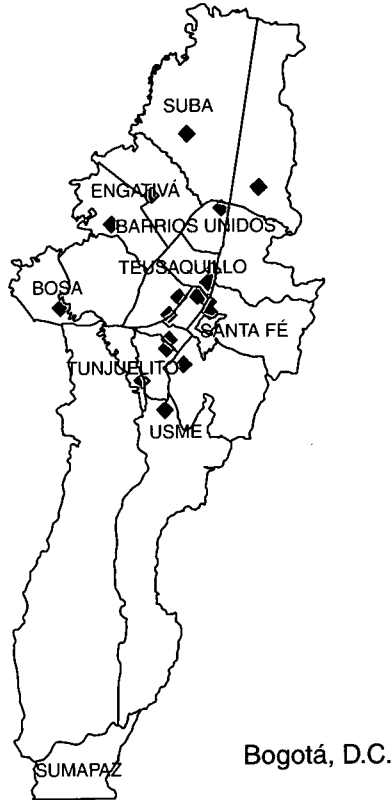 SUBA
ENGATIVÁ
BARRIOS UNIDOS
TEUSAQUILLO
BOSA
SANTA FÉ
TUNJUELITO
USME
Bogotá, D.C.
SUMAPAZ